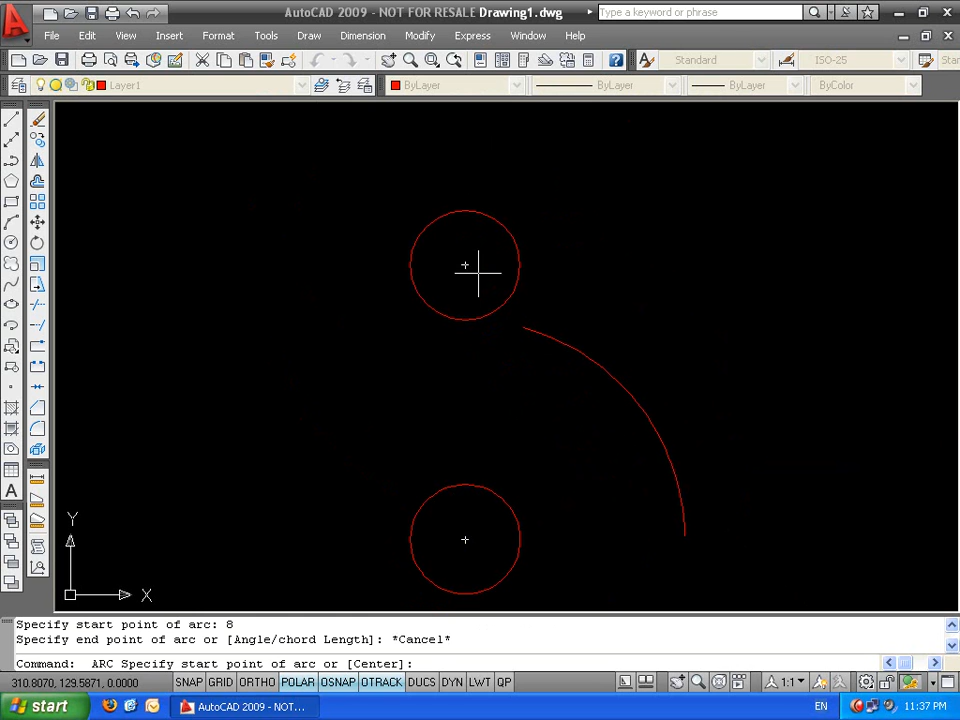 AutoCAD 2009 - NOT FOR RESALE Drawing1.dwg
Type a keyword or phrase
File Edit View Insert Format Tools Draw Dimension Modify Express Window Help
Standard ISO-25
Layer1 ByLayer ByLayer ByLayer ByColor
A
Y
X
Specify start point of arc: 8
Specify end point of arc or [Angle/chord Length]: *Cancel*
Command: ARC Specify start point of arc or [Center]:
310.8070, 129.5871, 0.0000 SNAP GRID ORTHO POLAR OSNAP OTRACK DUCS DYN LWT QP 1:1
start AutoCAD 2009 - NOT... EN 11:37 PM